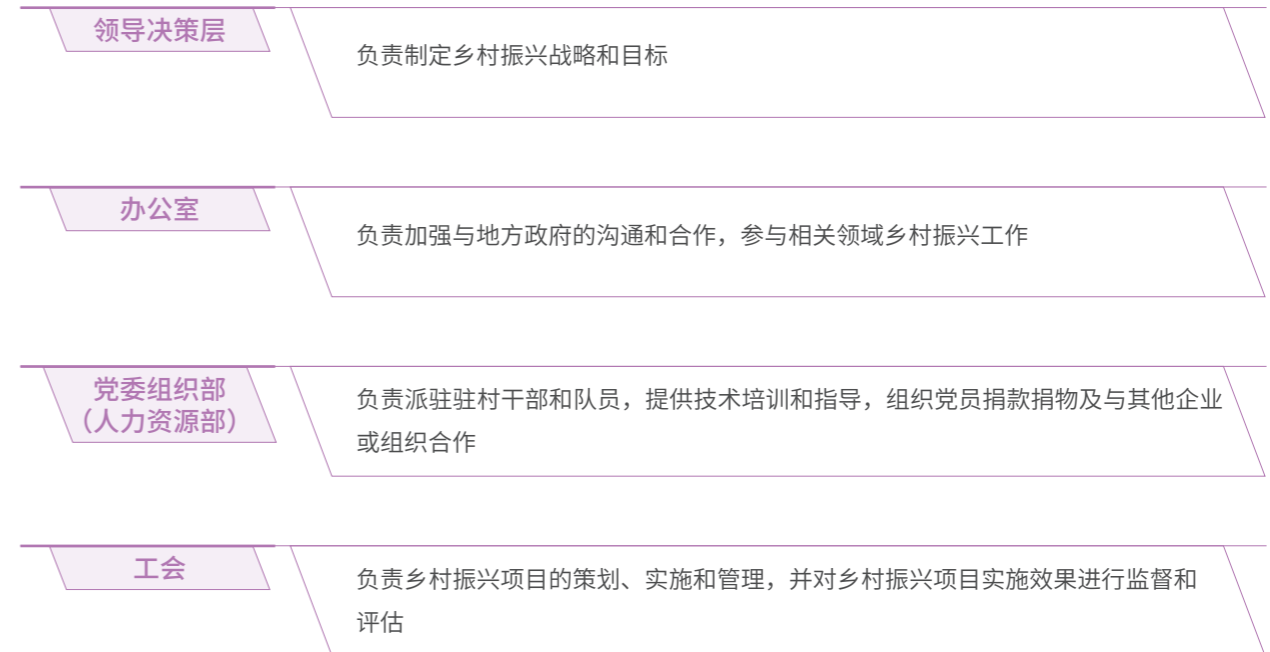 领导决策层
负责制定乡村振兴战略和目标
办公室
负责加强与地方政府的沟通和合作，参与相关领域乡村振兴工作
党委组织部
（人力资源部）
负责派驻驻村干部和队员，提供技术培训和指导，组织党员捐款捐物及与其他企业
或组织合作
工会
负责乡村振兴项目的策划、实施和管理，并对乡村振兴项目实施效果进行监督和
评估